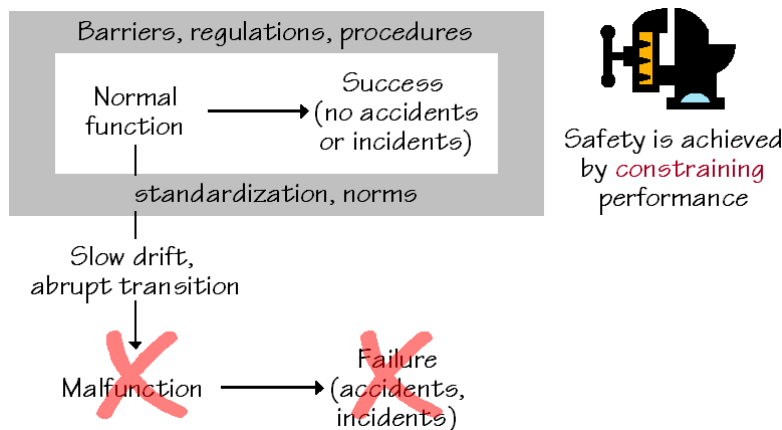 Barriers, regulations, procedures
Normal
function
Success
(no accidents
or incidents)
standardization, norms
Slow drift,
abrupt transition
Malfunction
Failure
(accidents,
incidents)
Safety is achieved
by constraining
performance